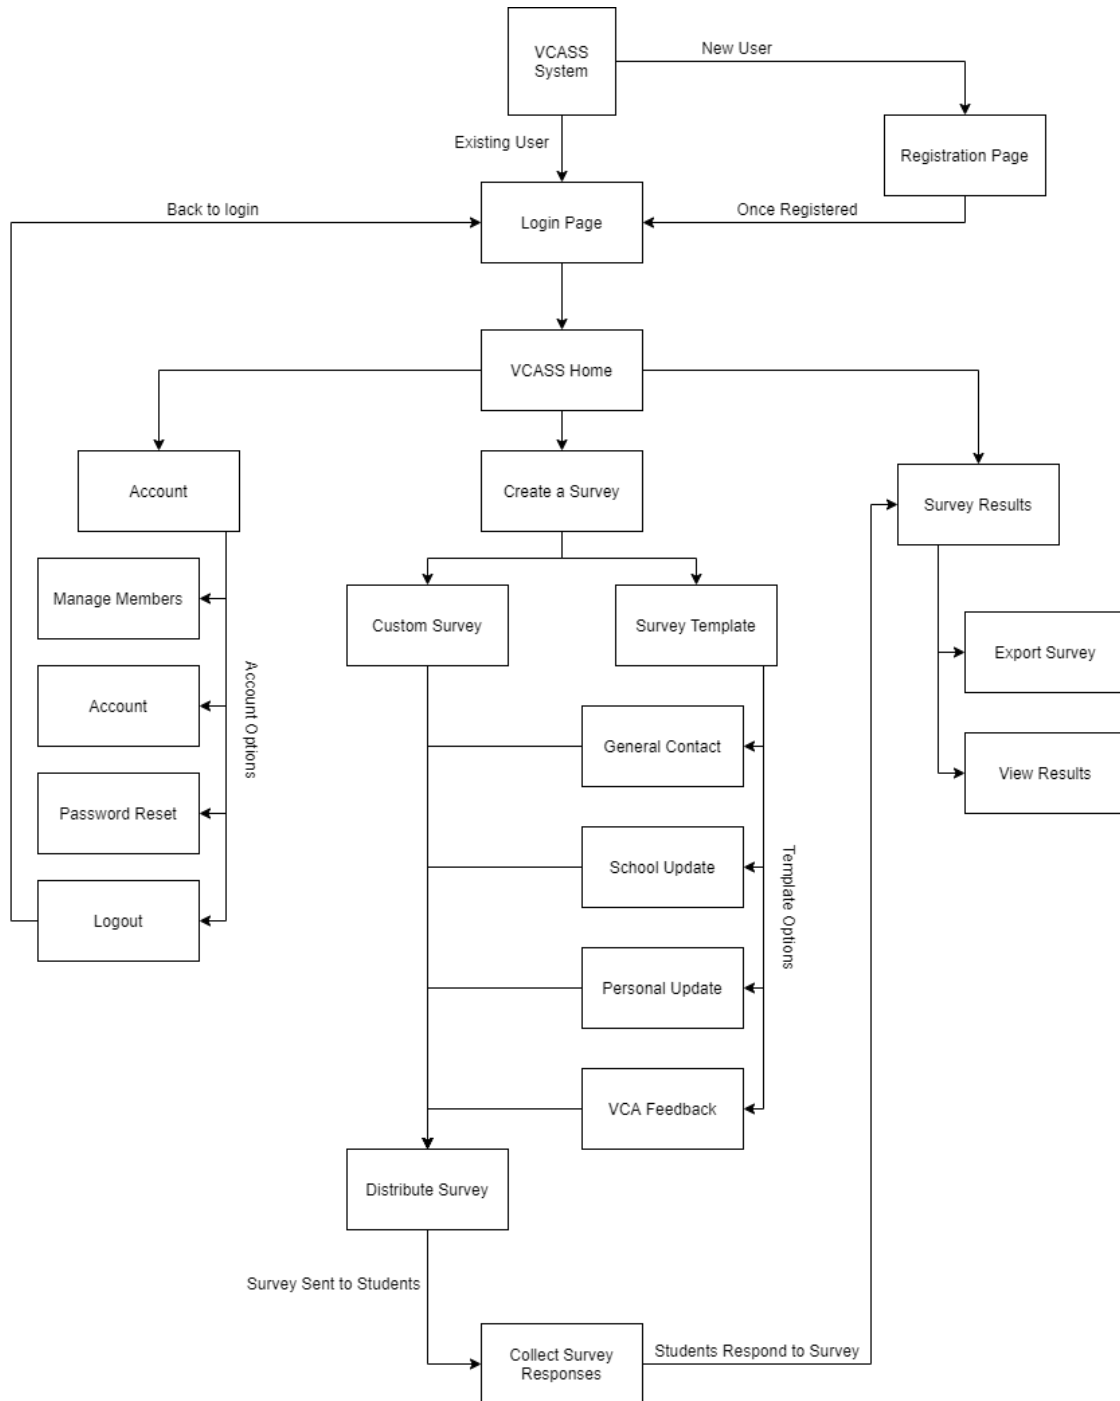 VCASS
System
New User
Existing User
Registration Page
Back to login
Login Page
Once Registered
VCASS Home
Account
Create a Survey
Survey Results
Manage Members
Custom Survey
Survey Template
Export Survey
Account
Account Options
General Contact
View Results
Password Reset
School Update
Template Options
Logout
Personal Update
VCA Feedback
Distribute Survey
Survey Sent to Students
Collect Survey
Responses
Students Respond to Survey